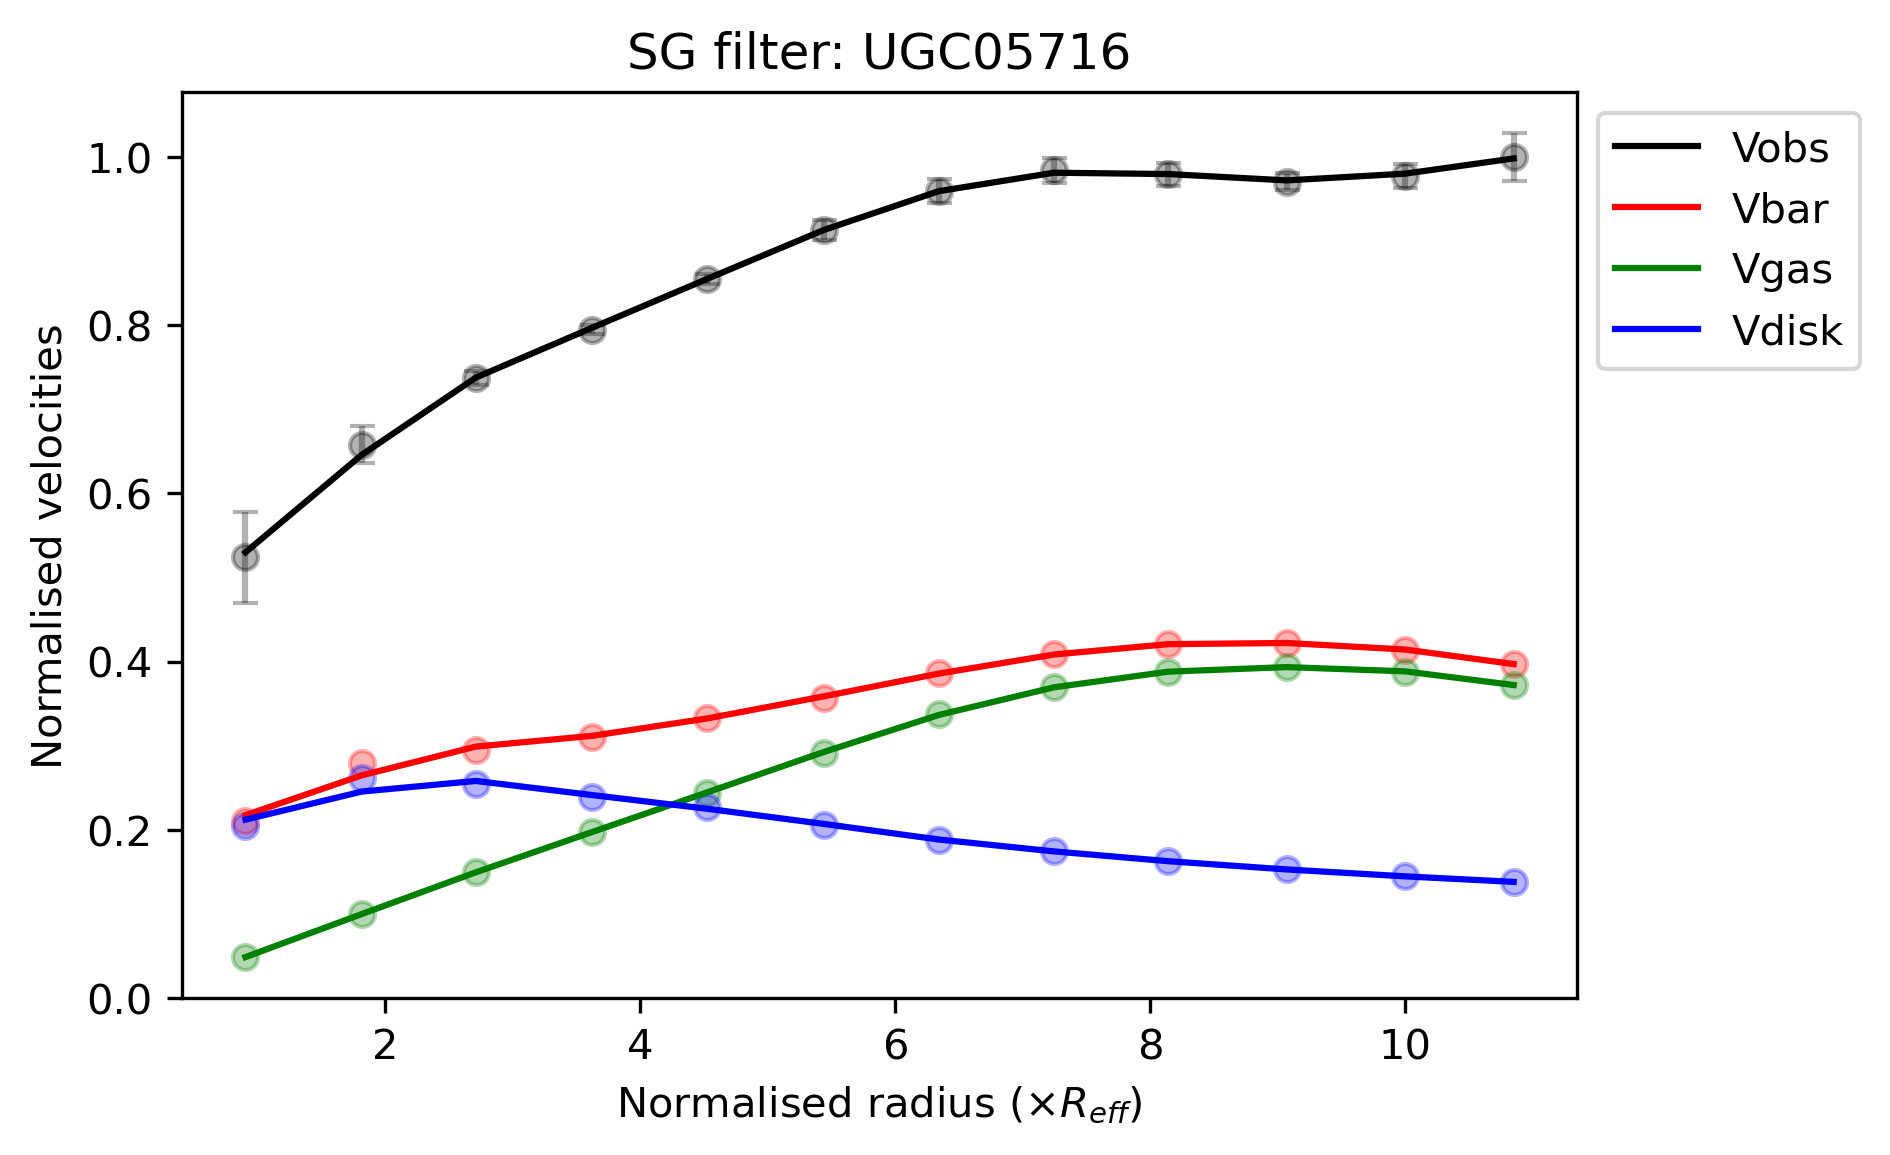 SG filter: UGC05716
1.0
0.8
0.6
0.4
0.2
0.0
Normalised velocities
2 4 6 8 10
Normalised radius (×R_eff)
Vobs
Vbar
Vgas
Vdisk